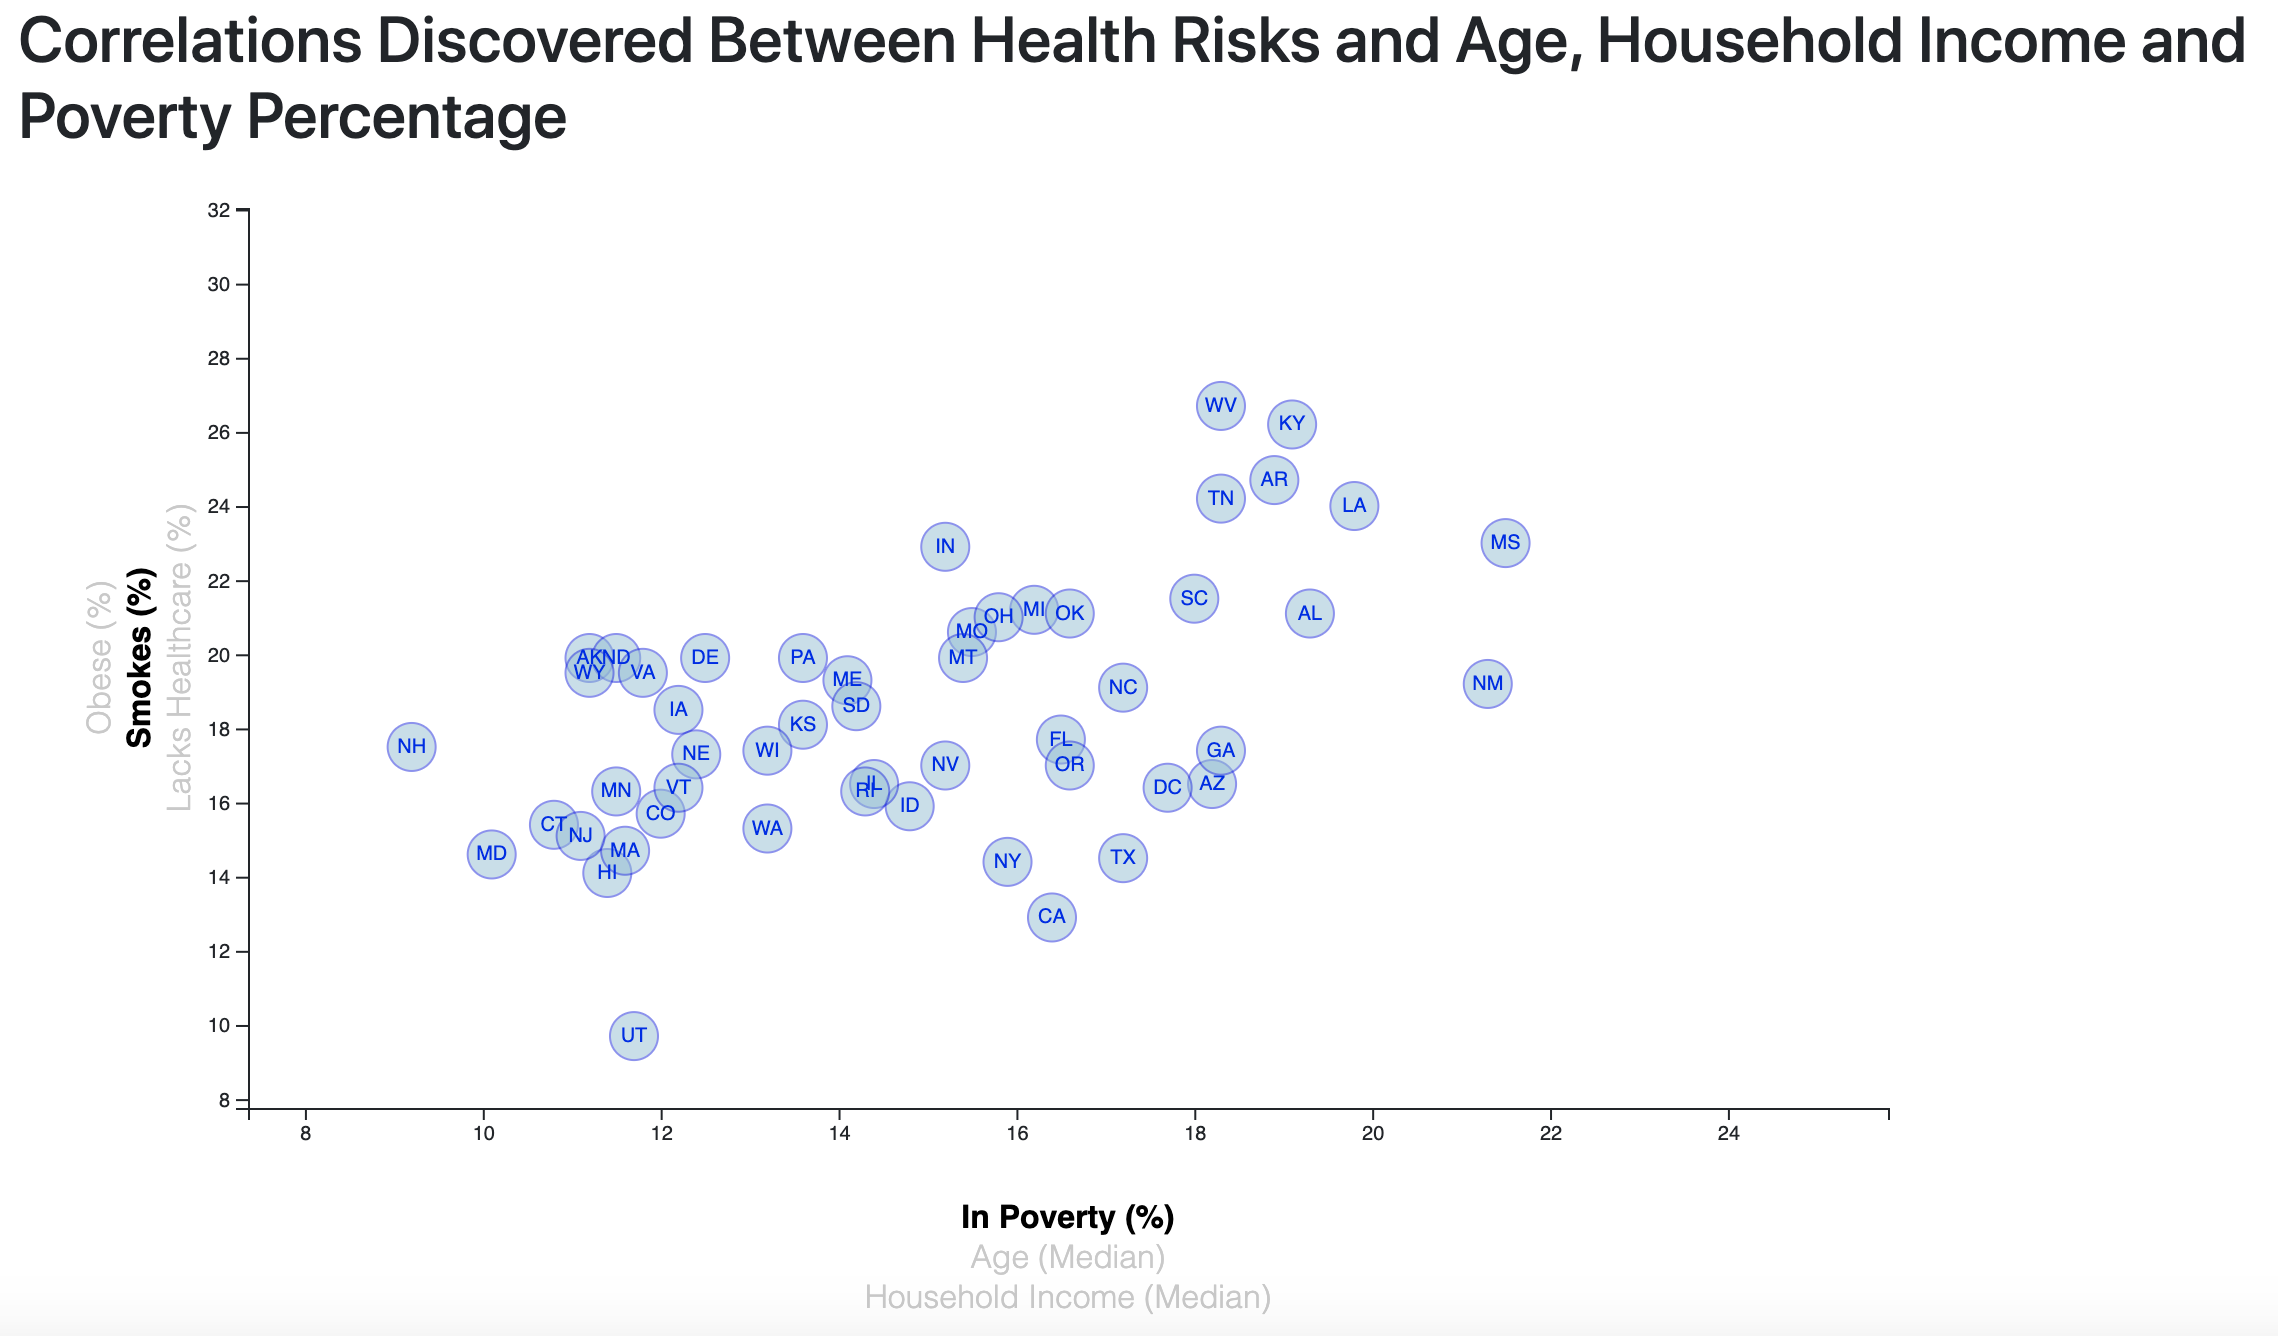 Correlations Discovered Between Health Risks and Age, Household Income and
Poverty Percentage
32
30
28
26
24
22
20
18
16
14
12
10
8
Obese (%)
Smokes (%)
Lacks Healthcare (%)
WV
KY
AR
TN
LA
IN
MS
SC
MI
OH
OK
AL
MO
AK
ND
DE
PA
MT
WY
VA
ME
NM
NC
SD
IA
KS
FL
NH
WI
GA
NE
NV
OR
IL
AZ
VT
DC
MN
RI
ID
CO
CT
WA
NJ
TX
MA
MD
NY
HI
CA
UT
8
10
12
14
16
18
20
22
24
In Poverty (%)
Age (Median)
Household Income (Median)